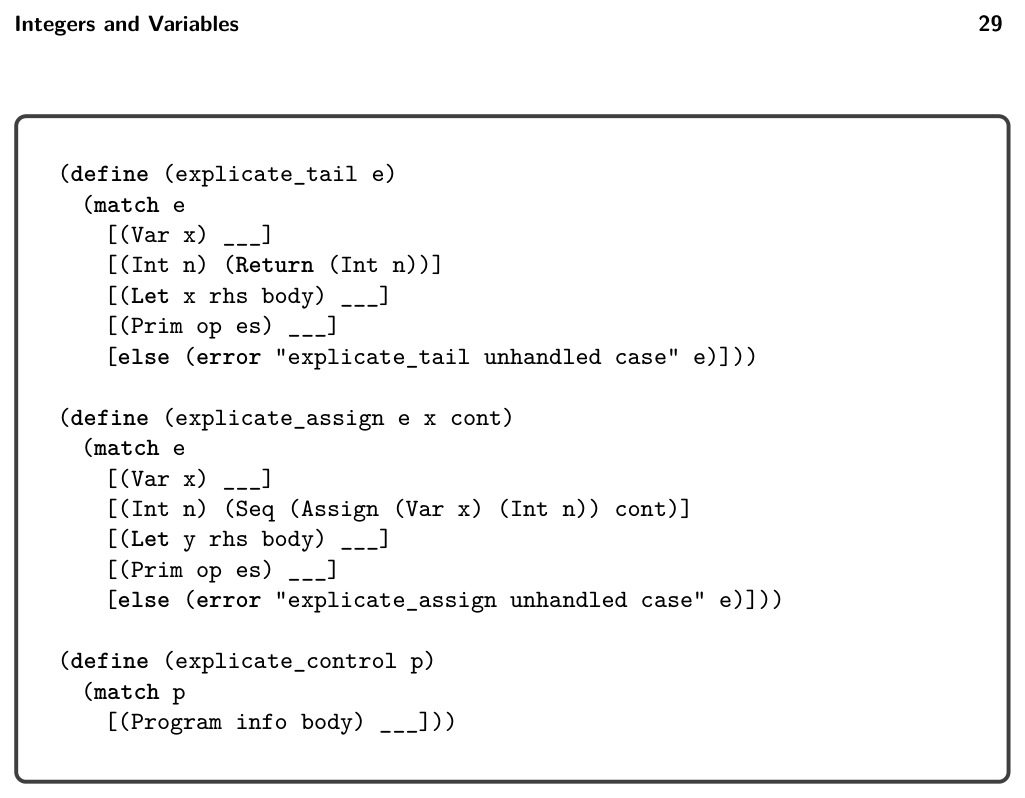 Integers and Variables 29
(define (explicate_tail e)
(match e
[(Var x) ___]
[(Int n) (Return (Int n))]
[(Let x rhs body) ___]
[(Prim op es) ___]
[else (error "explicate_tail unhandled case" e)]))
(define (explicate_assign e x cont)
(match e
[(Var x) ___]
[(Int n) (Seq (Assign (Var x) (Int n)) cont)]
[(Let y rhs body) ___]
[(Prim op es) ___]
[else (error "explicate_assign unhandled case" e)]))
(define (explicate_control p)
(match p
[(Program info body) ___]))